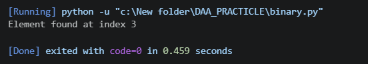 [Running] python -u "c:\New folder\DAA_PRACTICLE\binary.py"
Element found at index 3
[Done] exited with code=0 in 0.459 seconds